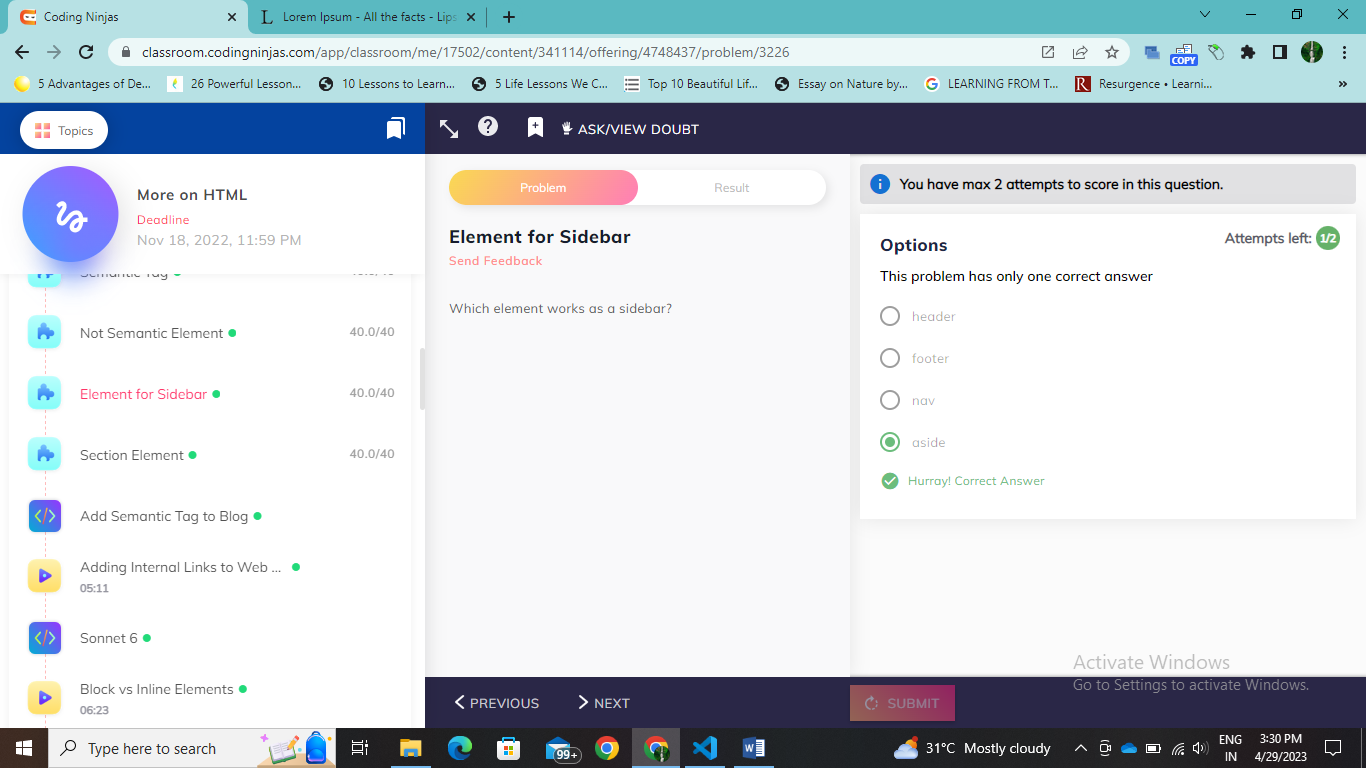 Coding Ninjas
Lorem Ipsum - All the facts - Lips
classroom.codingninjas.com/app/classroom/me/17502/content/341114/offering/4748437/problem/3226
COPY
5 Advantages of De...
26 Powerful Lesson...
10 Lessons to Learn...
5 Life Lessons We C...
Top 10 Beautiful Lif...
Essay on Nature by...
LEARNING FROM T...
Resurgence • Learni...
Topics
ASK/VIEW DOUBT
More on HTML
Deadline
Nov 18, 2022, 11:59 PM
Semantic Tag
40.0/40
Not Semantic Element
40.0/40
Element for Sidebar
40.0/40
Section Element
40.0/40
Add Semantic Tag to Blog
Adding Internal Links to Web ...
05:11
Sonnet 6
Block vs Inline Elements
06:23
Problem
Result
Element for Sidebar
Send Feedback
Which element works as a sidebar?
PREVIOUS
NEXT
You have max 2 attempts to score in this question.
Options
Attempts left: 1/2
This problem has only one correct answer
header
footer
nav
aside
Hurray! Correct Answer
Activate Windows
Go to Settings to activate Windows.
SUBMIT
Type here to search
99+
31°C Mostly cloudy
ENG
IN
3:30 PM
4/29/2023